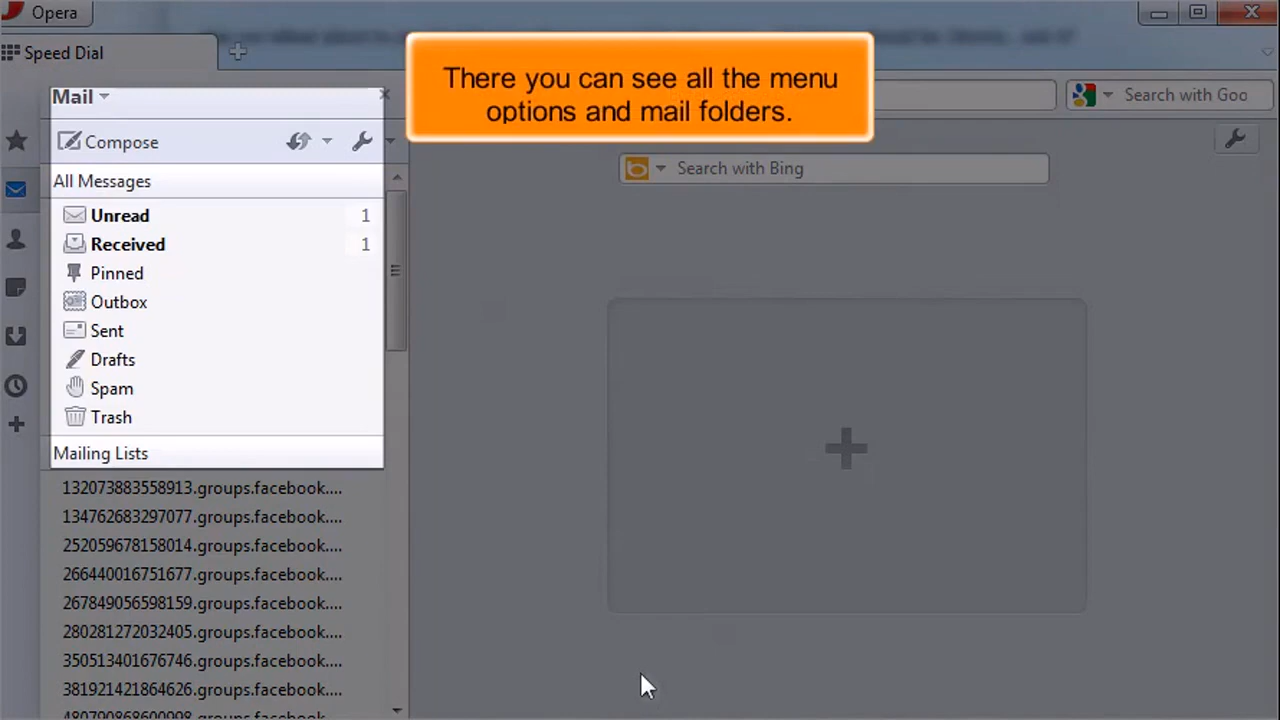 Opera
Speed Dial
There you can see all the menu
options and mail folders.
Search with Goo
Mail
Compose
Search with Bing
All Messages
Unread 1
Received 1
Pinned
Outbox
Sent
Drafts
Spam
Trash
Mailing Lists
132073883558913.groups.facebook....
134762683297077.groups.facebook....
252059678158014.groups.facebook....
266440016751677.groups.facebook....
267849056598159.groups.facebook....
280281272032405.groups.facebook....
350513401676746.groups.facebook....
381921421864626.groups.facebook....
480790868600998.groups.facebook....